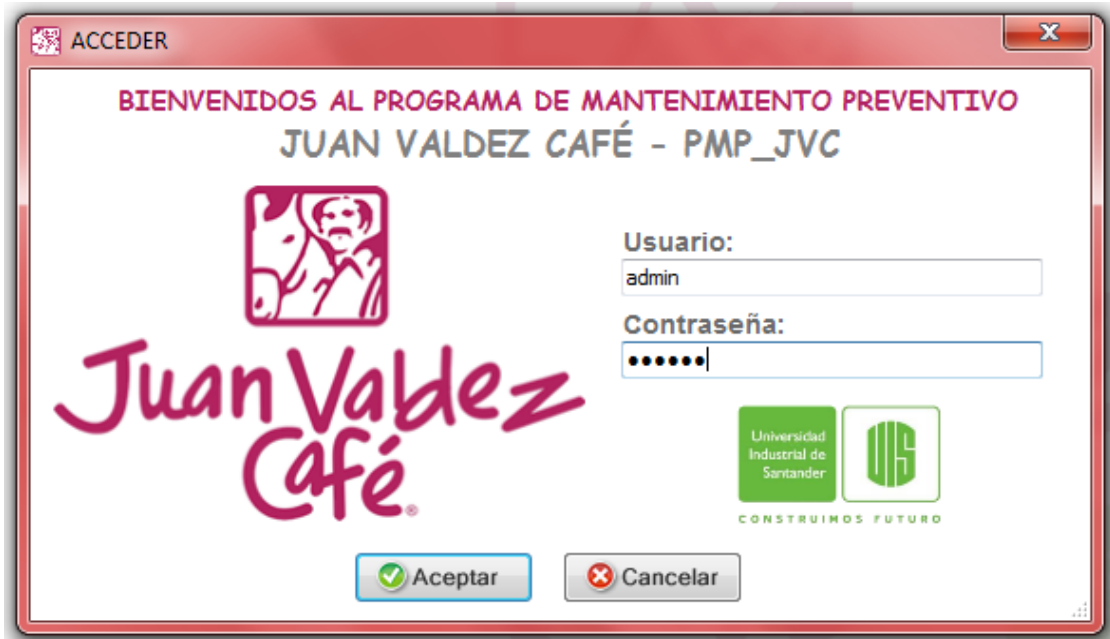 ACCEDER
BIENVENIDOS AL PROGRAMA DE MANTENIMIENTO PREVENTIVO
JUAN VALDEZ CAFÉ - PMP_JVC
Juan Valdez
Café®
Usuario:
admin
Contraseña:
••••••
Universidad
Industrial de
Santander
UIS
CONSTRUIMOS FUTURO
Aceptar
Cancelar